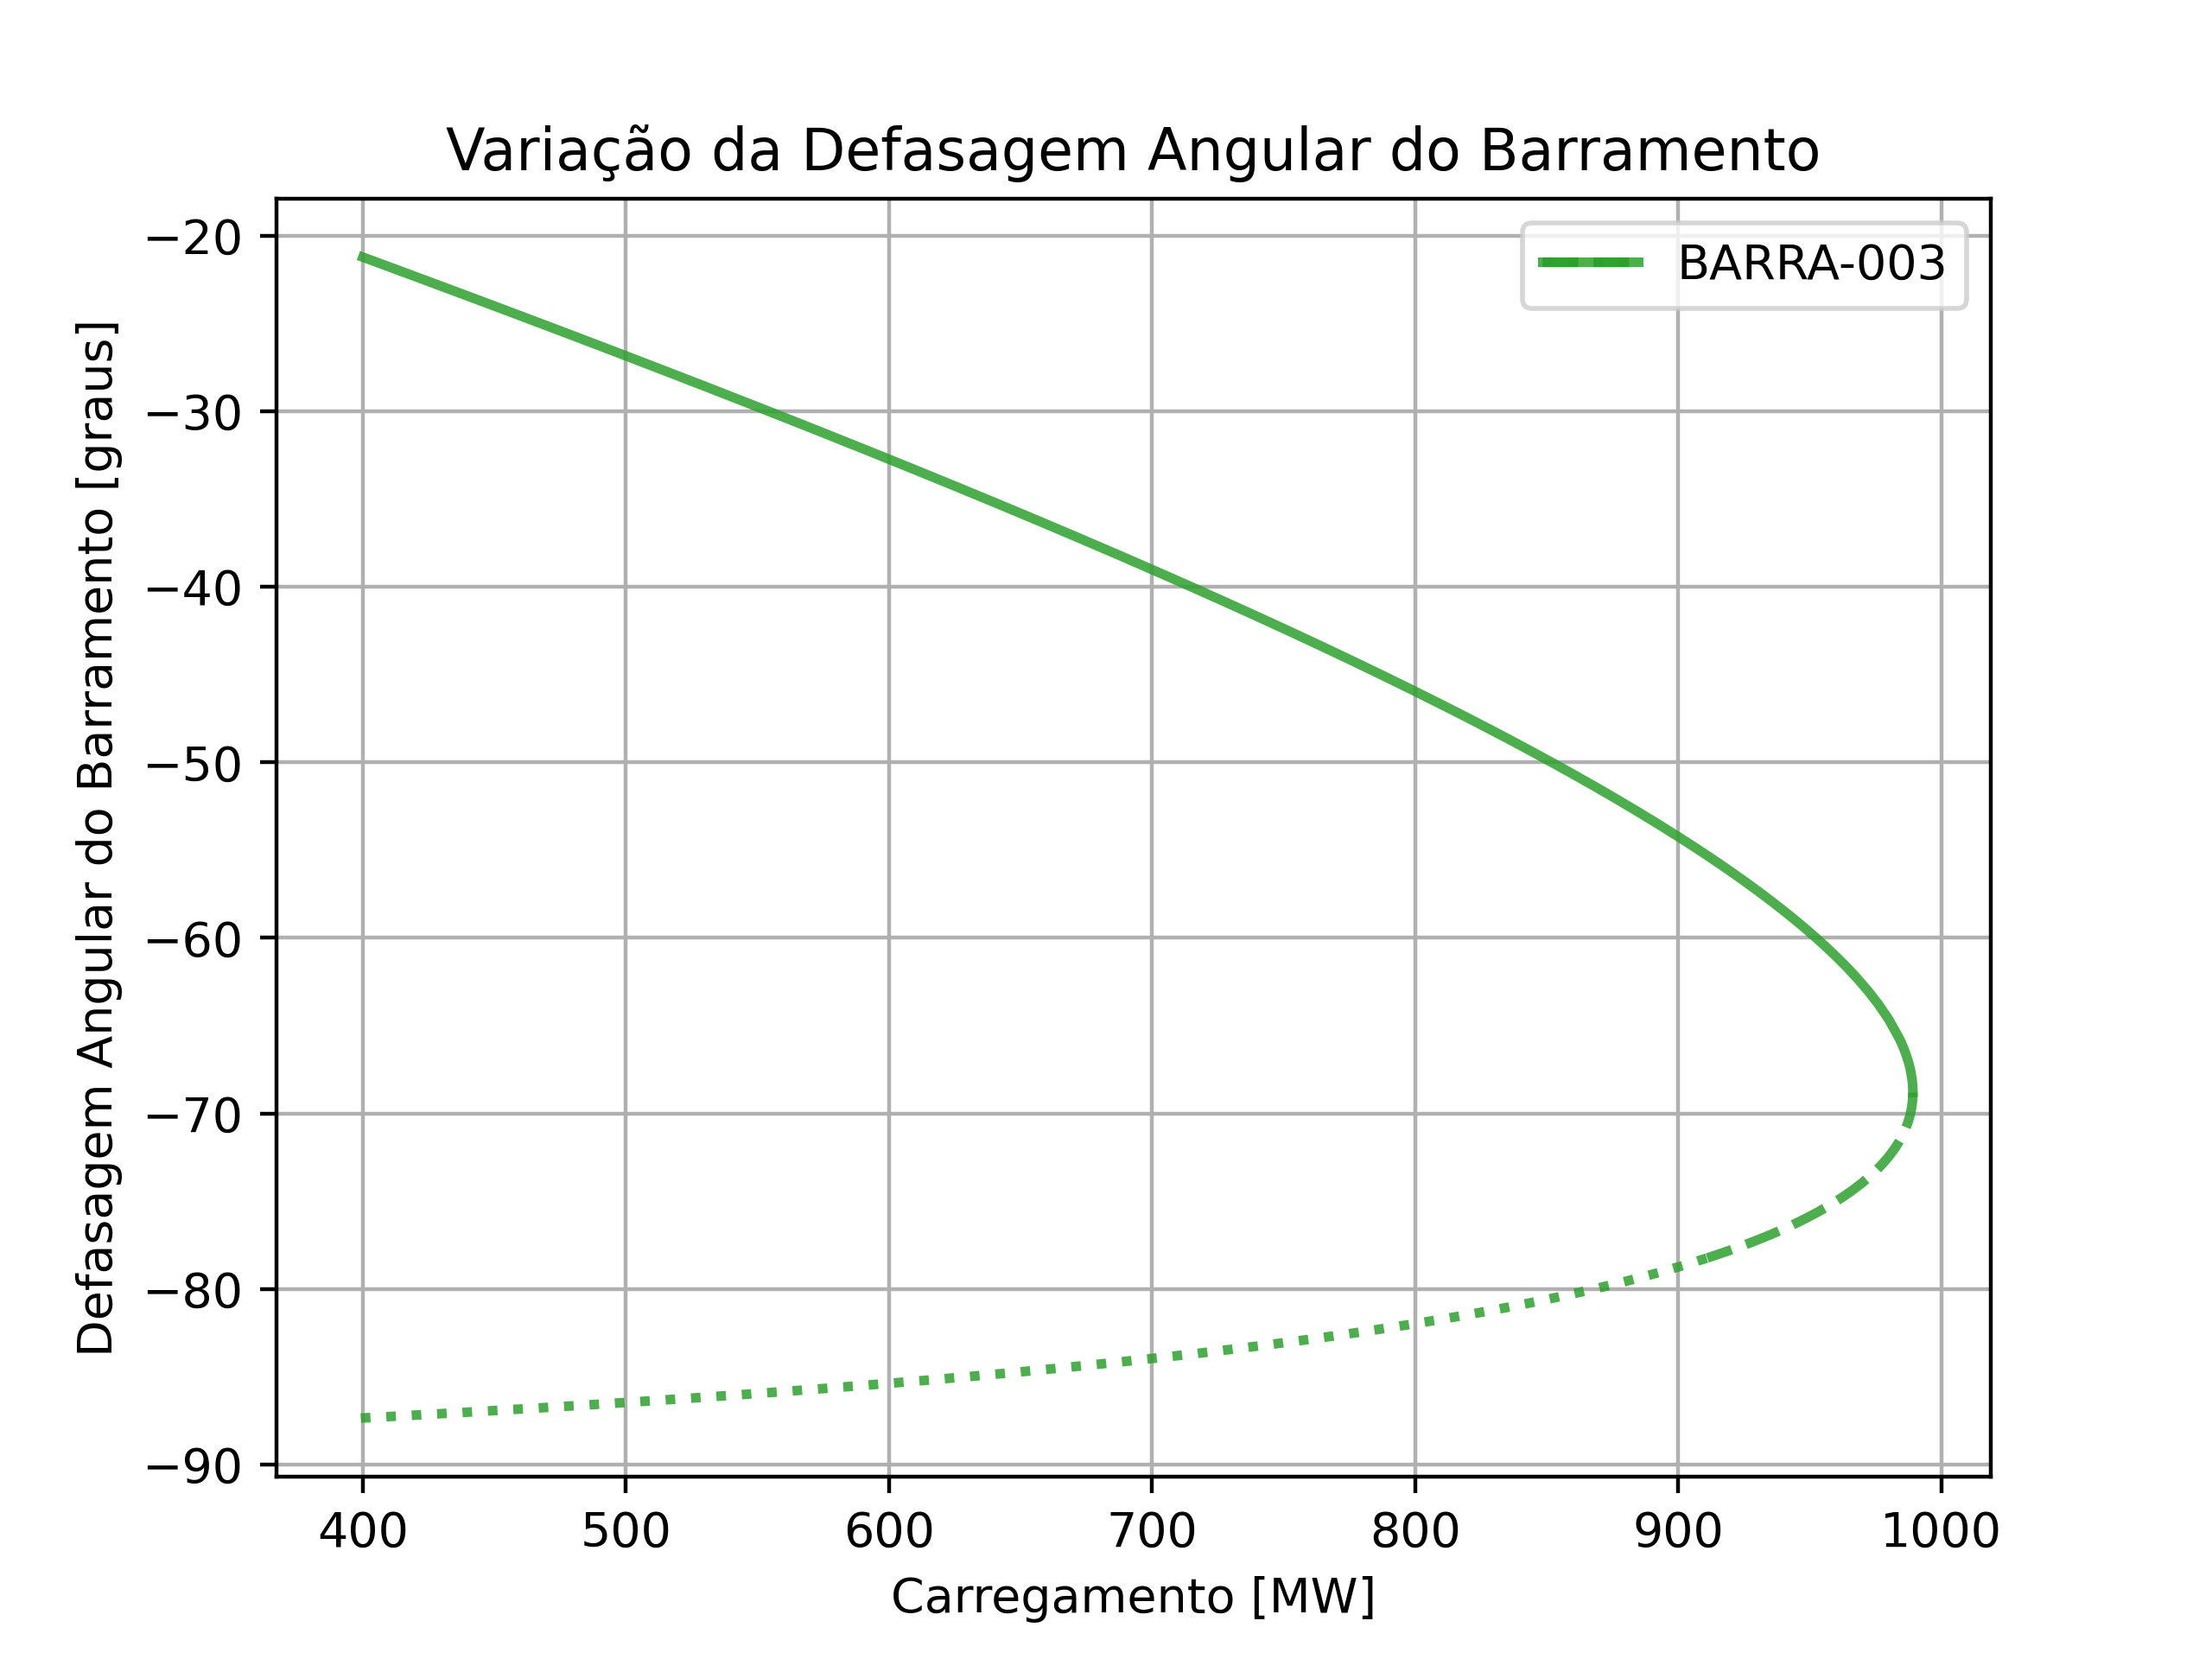 Variação da Defasagem Angular do Barramento
BARRA-003
Defasagem Angular do Barramento [graus]
−20
−30
−40
−50
−60
−70
−80
−90
400 500 600 700 800 900 1000
Carregamento [MW]